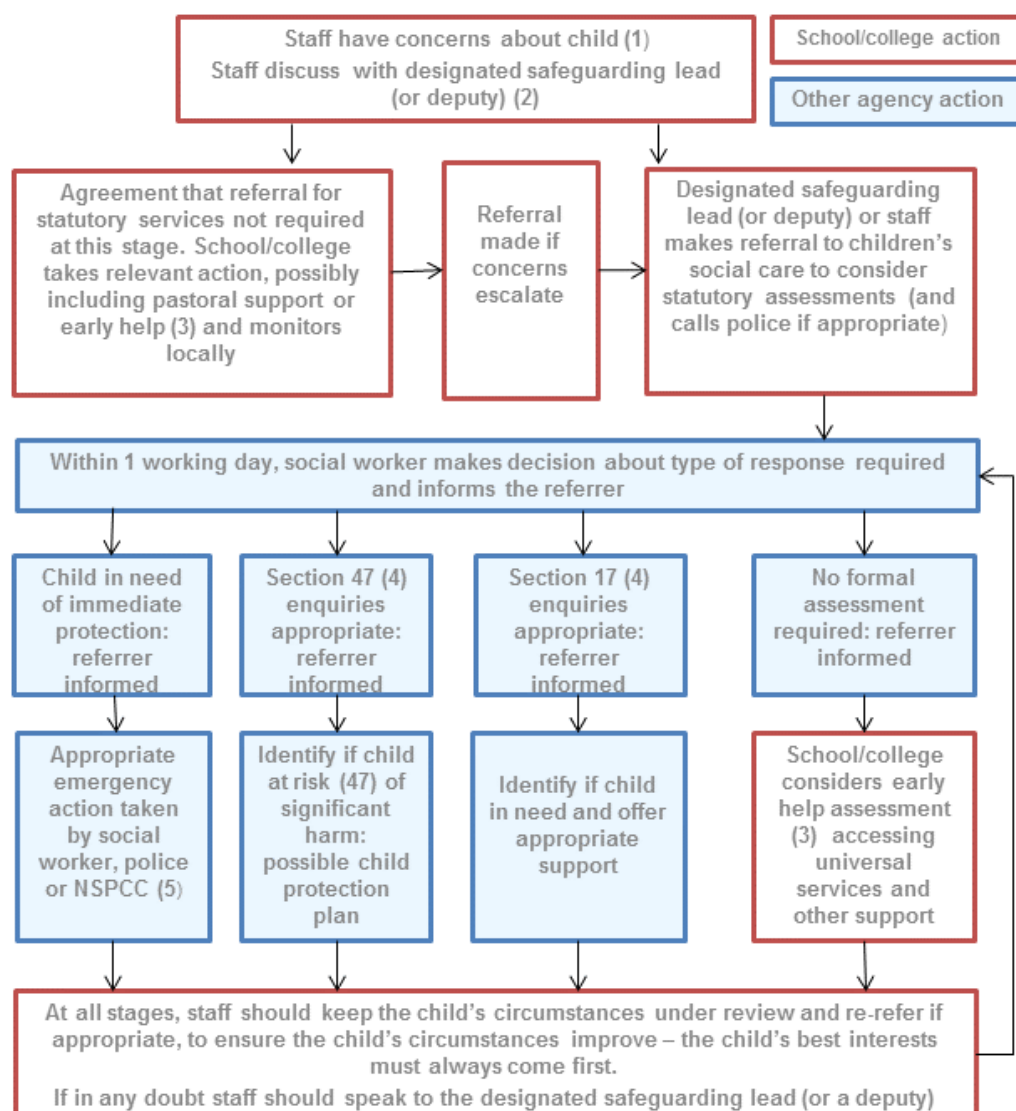 Staff have concerns about child (1)
Staff discuss with designated safeguarding lead
(or deputy) (2)
School/college action
Other agency action
Agreement that referral for
statutory services not required
at this stage. School/college
takes relevant action, possibly
including pastoral support or
early help (3) and monitors
locally
Referral
made if
concerns
escalate
Designated safeguarding
lead (or deputy) or staff
makes referral to children's
social care to consider
statutory assessments (and
calls police if appropriate)
Within 1 working day, social worker makes decision about type of response required
and informs the referrer
Child in need
of immediate
protection:
referrer
informed
Section 47 (4)
enquiries
appropriate:
referrer
informed
Section 17 (4)
enquiries
appropriate:
referrer
informed
No formal
assessment
required: referrer
informed
Appropriate
emergency
action taken
by social
worker, police
or NSPCC (5)
Identify if child
at risk (47) of
significant
harm:
possible child
protection
plan
Identify if child
in need and offer
appropriate
support
School/college
considers early
help assessment
(3) accessing
universal
services and
other support
At all stages, staff should keep the child's circumstances under review and re-refer if
appropriate, to ensure the child's circumstances improve – the child's best interests
must always come first.
If in any doubt staff should speak to the designated safeguarding lead (or a deputy)